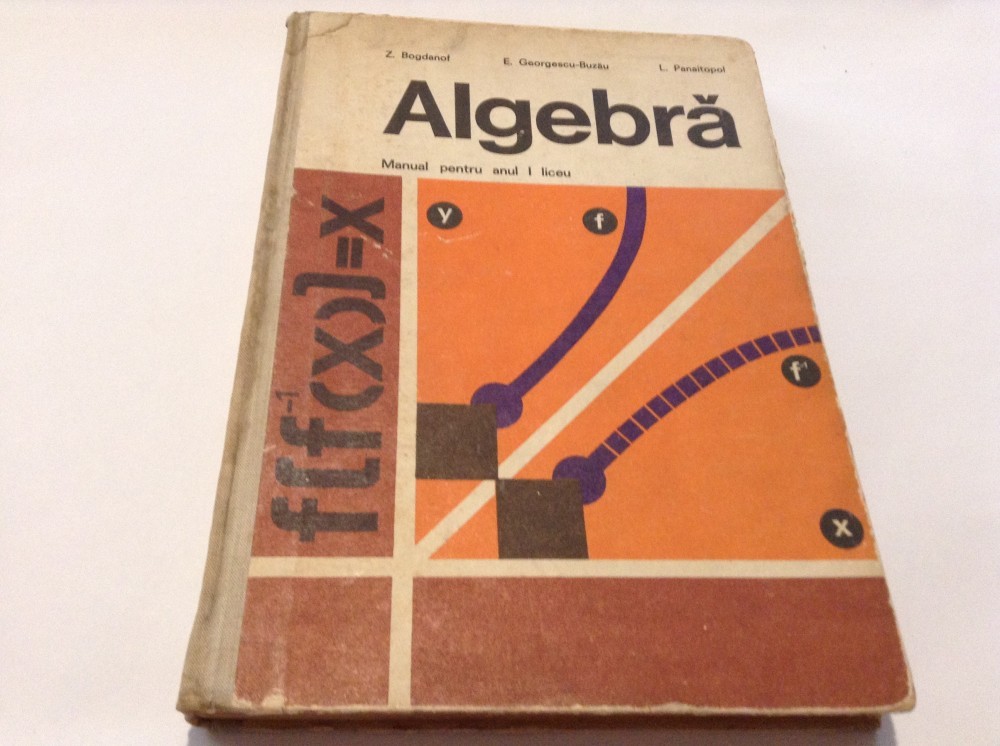 Z. Bogdanof E. Georgescu-Buzău L. Panaitopol
Algebră
Manual pentru anul I liceu
f[f⁻¹(x)]=x
y
f
f⁻¹
x